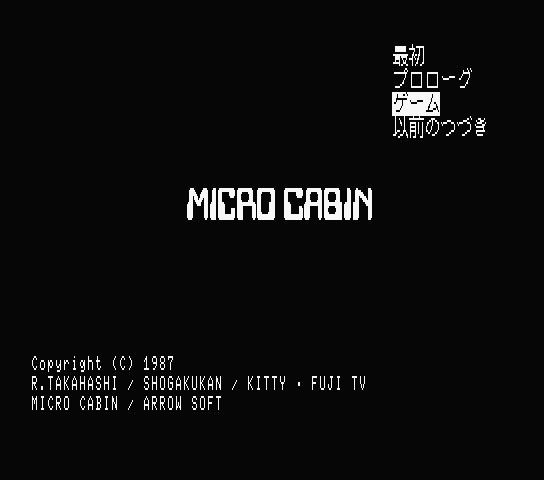 最初
プロローグ
ゲーム
以前のつづき
MICRO CABIN
Copyright (C) 1987
R.TAKAHASHI / SHOGAKUKAN / KITTY・FUJI TV
MICRO CABIN / ARROW SOFT